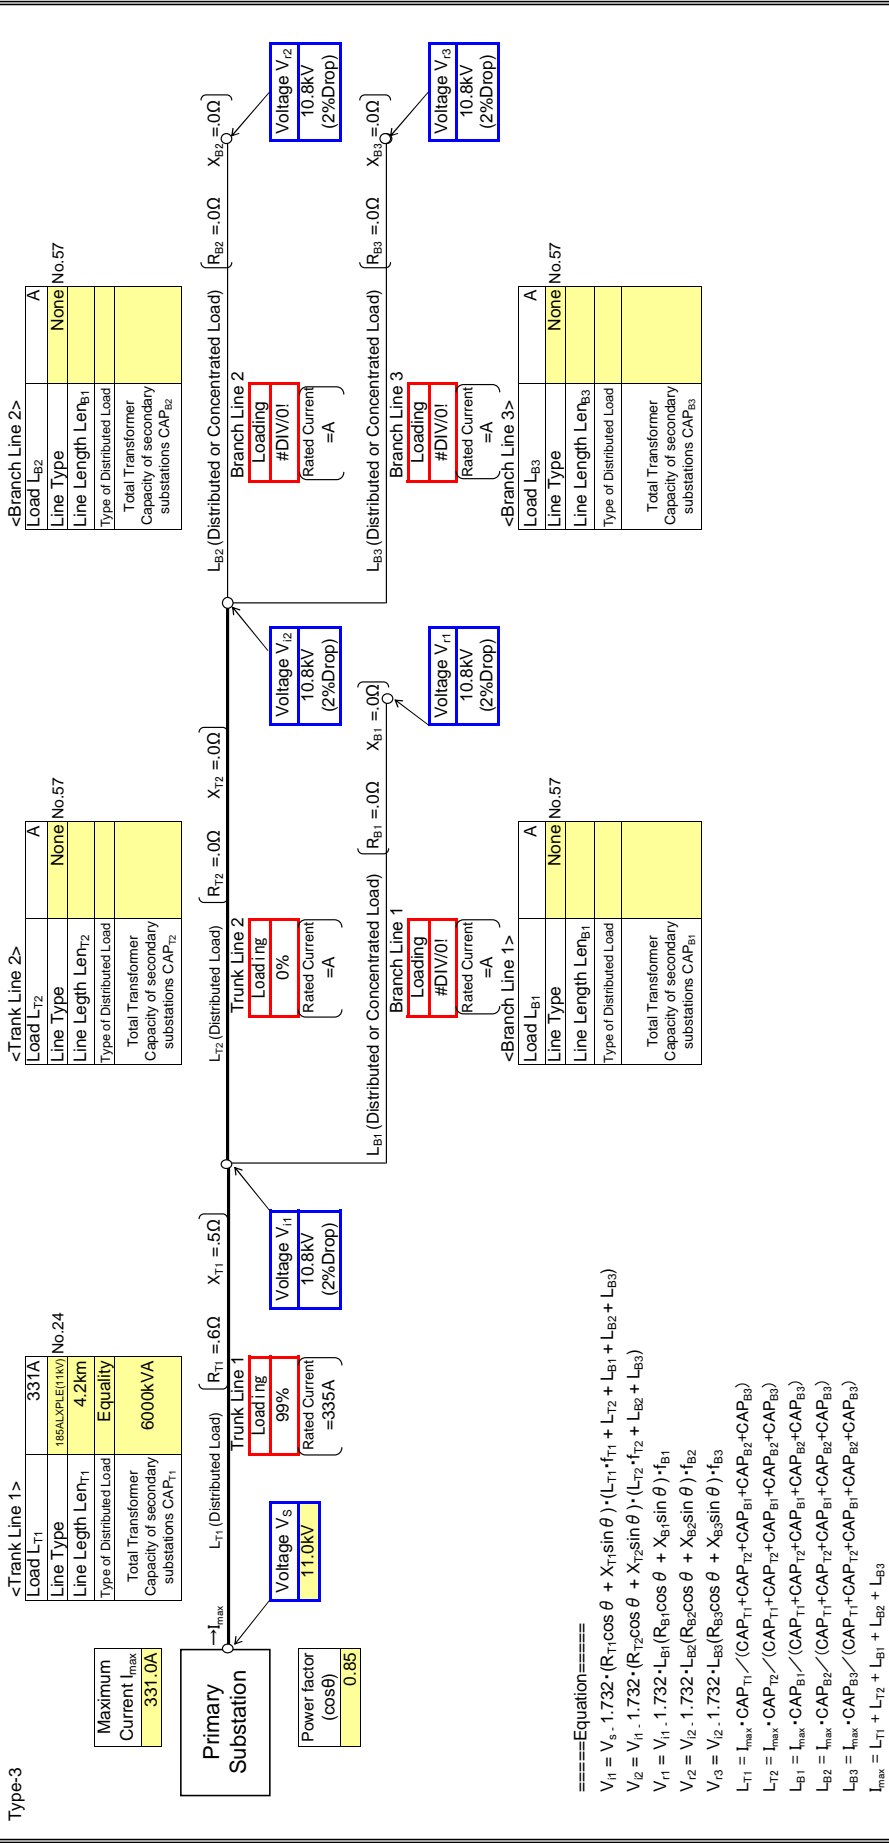 Type-3
Maximum
Current Imax
331.0A
Primary
Substation
Power factor
(cosθ)
0.85
→Imax
Voltage VS
11.0kV
<Trank Line 1>
Load LT1 331A
Line Type 185ALXPLE(11kV) No.24
Line Legth LenT1 4.2km
Type of Distributed Load Equality
Total Transformer
Capacity of secondary
substations CAPT1
6000kVA
LT1 (Distributed Load)
RT1 =.6Ω XT1 =.5Ω
Trunk Line 1
Loading
99%
Rated Current
=335A
Voltage Vi1
10.8kV
(2%Drop)
<Trank Line 2>
Load LT2 A
Line Type None No.57
Line Legth LenT2
Type of Distributed Load
Total Transformer
Capacity of secondary
substations CAPT2
LT2 (Distributed Load)
RT2 =.0Ω XT2 =.0Ω
Trunk Line 2
Loading
0%
Rated Current
=A
Voltage Vi2
10.8kV
(2%Drop)
LB1 (Distributed or Concentrated Load)
RB1 =.0Ω XB1 =.0Ω
Branch Line 1
Loading
#DIV/0!
Rated Current
=A
Voltage Vr1
10.8kV
(2%Drop)
<Branch Line 1>
Load LB1 A
Line Type None No.57
Line Length LenB1
Type of Distributed Load
Total Transformer
Capacity of secondary
substations CAPB1
<Branch Line 2>
Load LB2 A
Line Type None No.57
Line Length LenB1
Type of Distributed Load
Total Transformer
Capacity of secondary
substations CAPB2
LB2 (Distributed or Concentrated Load)
RB2 =.0Ω XB2 =.0Ω
Branch Line 2
Loading
#DIV/0!
Rated Current
=A
Voltage Vr2
10.8kV
(2%Drop)
LB3 (Distributed or Concentrated Load)
RB3 =.0Ω XB3 =.0Ω
Branch Line 3
Loading
#DIV/0!
Rated Current
=A
Voltage Vr3
10.8kV
(2%Drop)
<Branch Line 3>
Load LB3 A
Line Type None No.57
Line Length LenB3
Type of Distributed Load
Total Transformer
Capacity of secondary
substations CAPB3
=====Equation=====
Vi1 = Vs - 1.732・(RT1cos θ + XT1sin θ)・(LT1・fT1 + LT2 + LB1 + LB2 + LB3)
Vi2 = Vi1 - 1.732・(RT2cos θ + XT2sin θ)・(LT2・fT2 + LB2 + LB3)
Vr1 = Vi1 - 1.732・LB1(RB1cos θ + XB1sin θ)・fB1
Vr2 = Vi2 - 1.732・LB2(RB2cos θ + XB2sin θ)・fB2
Vr3 = Vi2 - 1.732・LB3(RB3cos θ + XB3sin θ)・fB3
LT1 = Imax・CAPT1／(CAPT1+CAPT2+CAPB1+CAPB2+CAPB3)
LT2 = Imax・CAPT2／(CAPT1+CAPT2+CAPB1+CAPB2+CAPB3)
LB1 = Imax・CAPB1／(CAPT1+CAPT2+CAPB1+CAPB2+CAPB3)
LB2 = Imax・CAPB2／(CAPT1+CAPT2+CAPB1+CAPB2+CAPB3)
LB3 = Imax・CAPB3／(CAPT1+CAPT2+CAPB1+CAPB2+CAPB3)
Imax = LT1 + LT2 + LB1 + LB2 + LB3